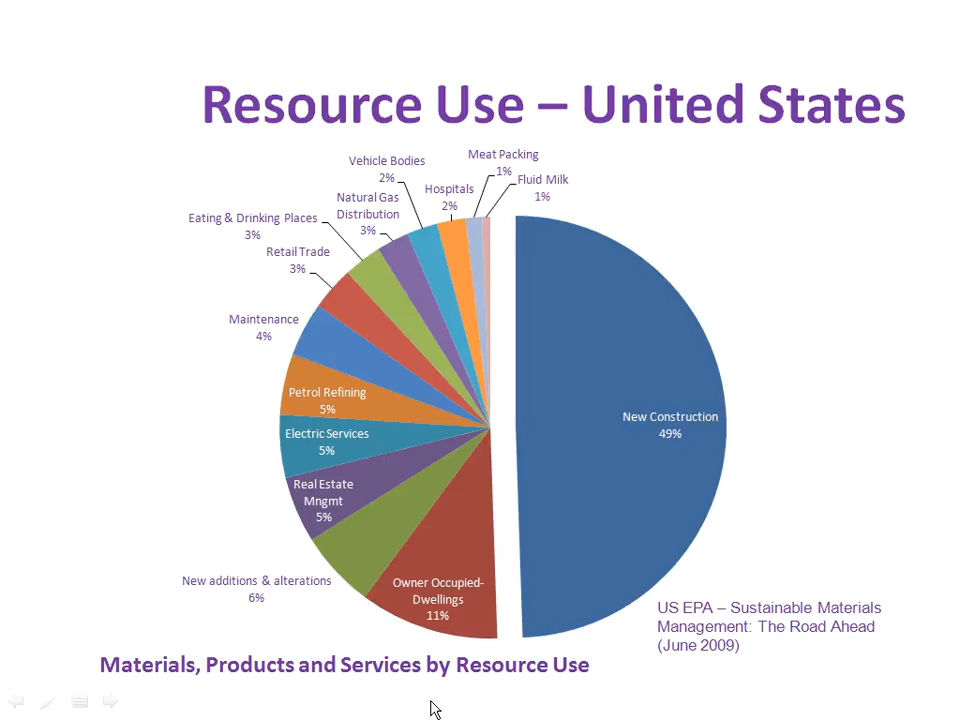 Resource Use – United States
Meat Packing
1%
Vehicle Bodies
2%
Fluid Milk
1%
Hospitals
2%
Natural Gas
Distribution
3%
Eating & Drinking Places
3%
Retail Trade
3%
Maintenance
4%
Petrol Refining
5%
New Construction
49%
Electric Services
5%
Real Estate
Mngmt
5%
New additions & alterations
6%
Owner Occupied-
Dwellings
11%
US EPA – Sustainable Materials
Management: The Road Ahead
(June 2009)
Materials, Products and Services by Resource Use